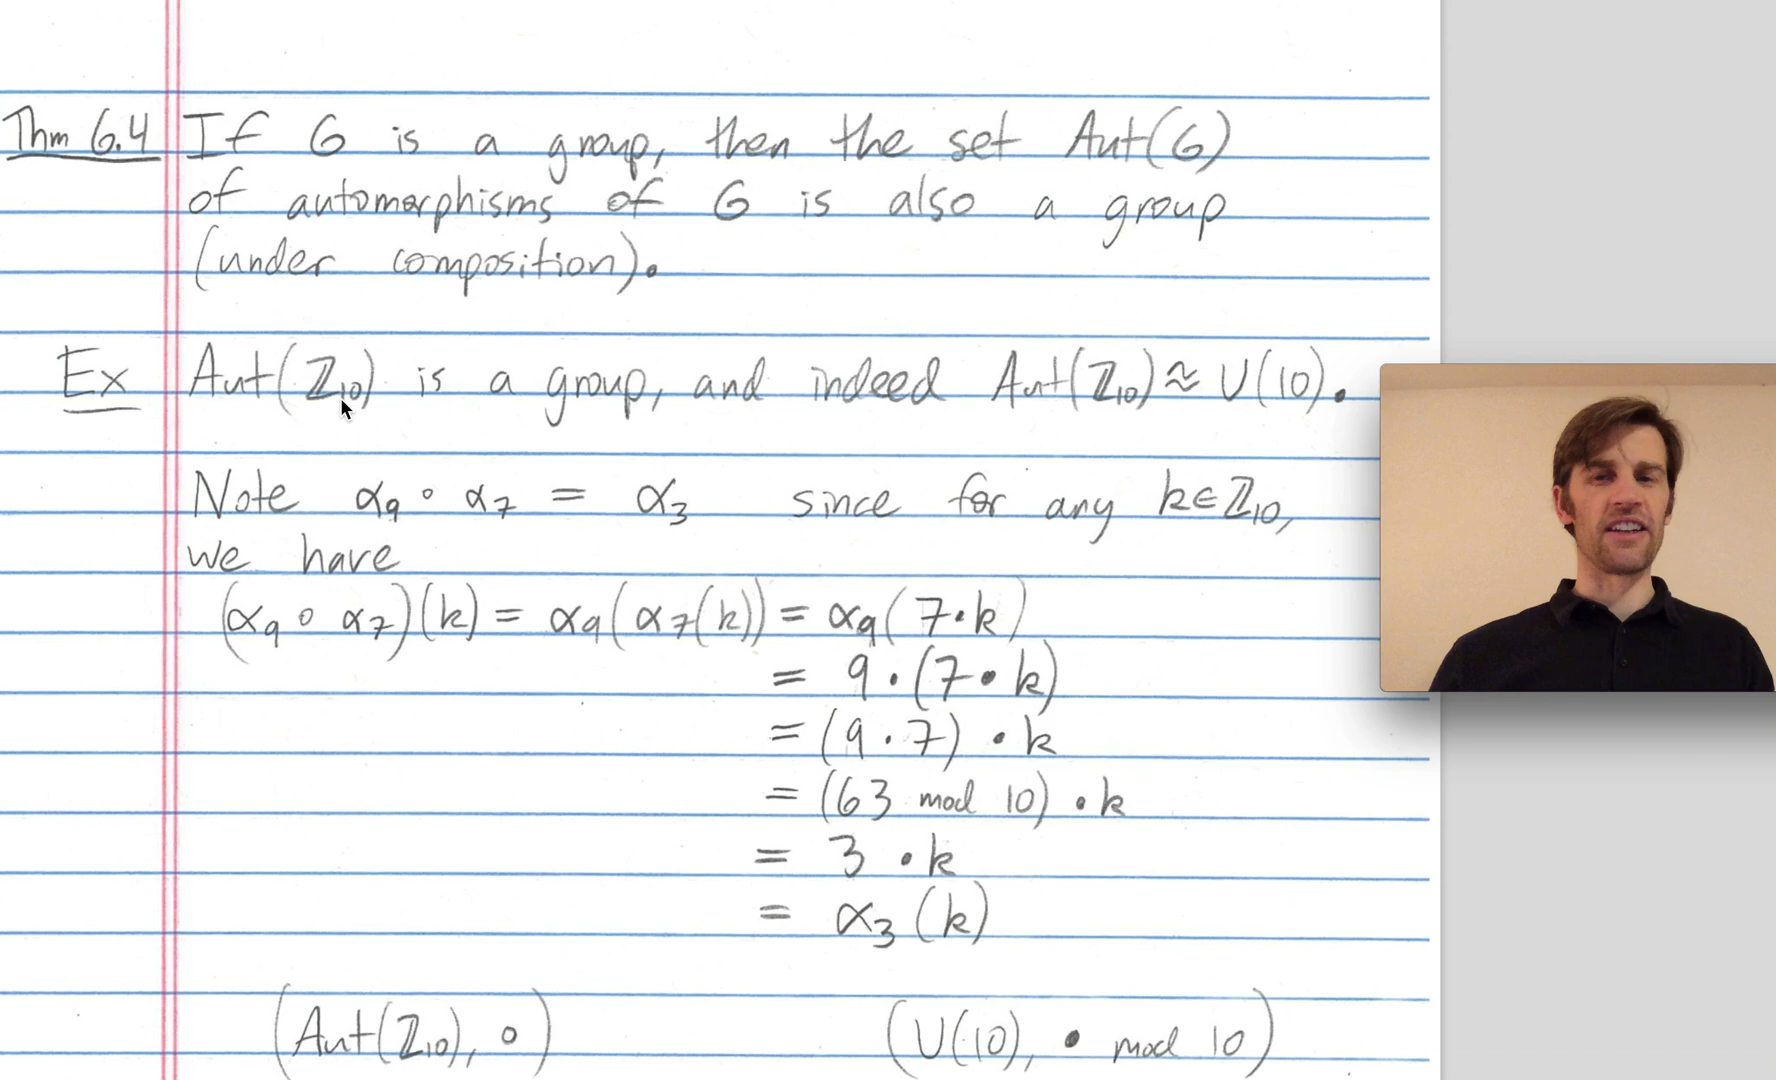 Thm 6.4 If G is a group, then the set Aut(G)
of automorphisms of G is also a group
(under composition).
Ex Aut(ℤ₁₀) is a group, and indeed Aut(ℤ₁₀) ≈ U(10).
Note α₉ ∘ α₇ = α₃ since for any k∈ℤ₁₀,
we have
(α₉ ∘ α₇)(k) = α₉(α₇(k)) = α₉(7·k)
= 9·(7·k)
= (9·7)·k
= (63 mod 10)·k
= 3·k
= α₃(k)
(Aut(ℤ₁₀), ∘) (U(10), · mod 10)